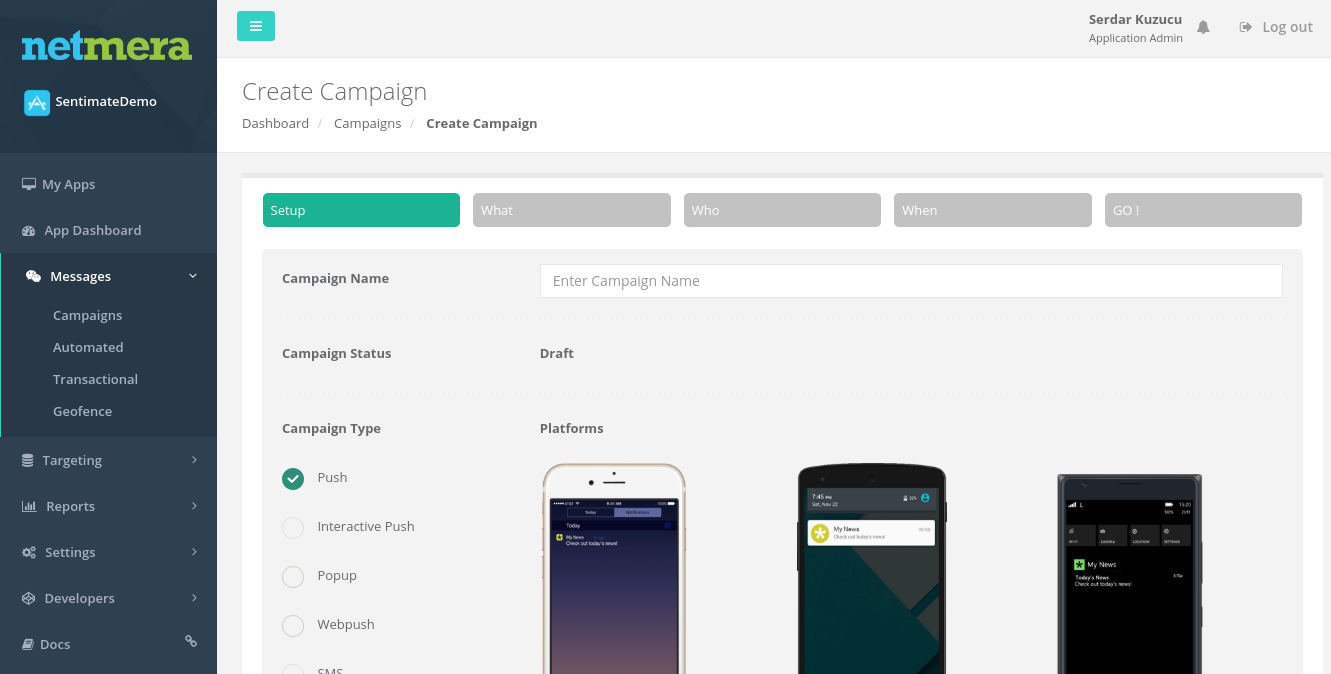 netmera
SentimateDemo
My Apps
App Dashboard
Messages
Campaigns
Automated
Transactional
Geofence
Targeting
Reports
Settings
Developers
Docs
Serdar Kuzucu
Application Admin
Log out
Create Campaign
Dashboard / Campaigns / Create Campaign
Setup
What
Who
When
GO !
Campaign Name
Enter Campaign Name
Campaign Status
Draft
Campaign Type
Platforms
Push
Interactive Push
Popup
Webpush
SMS
Today
Notifications
Today
My News
Check out today's news!
7:45 PM
Sat, Nov 22
My News
Check out today's news!
15:20
My News
Today's News
Check out today's news!